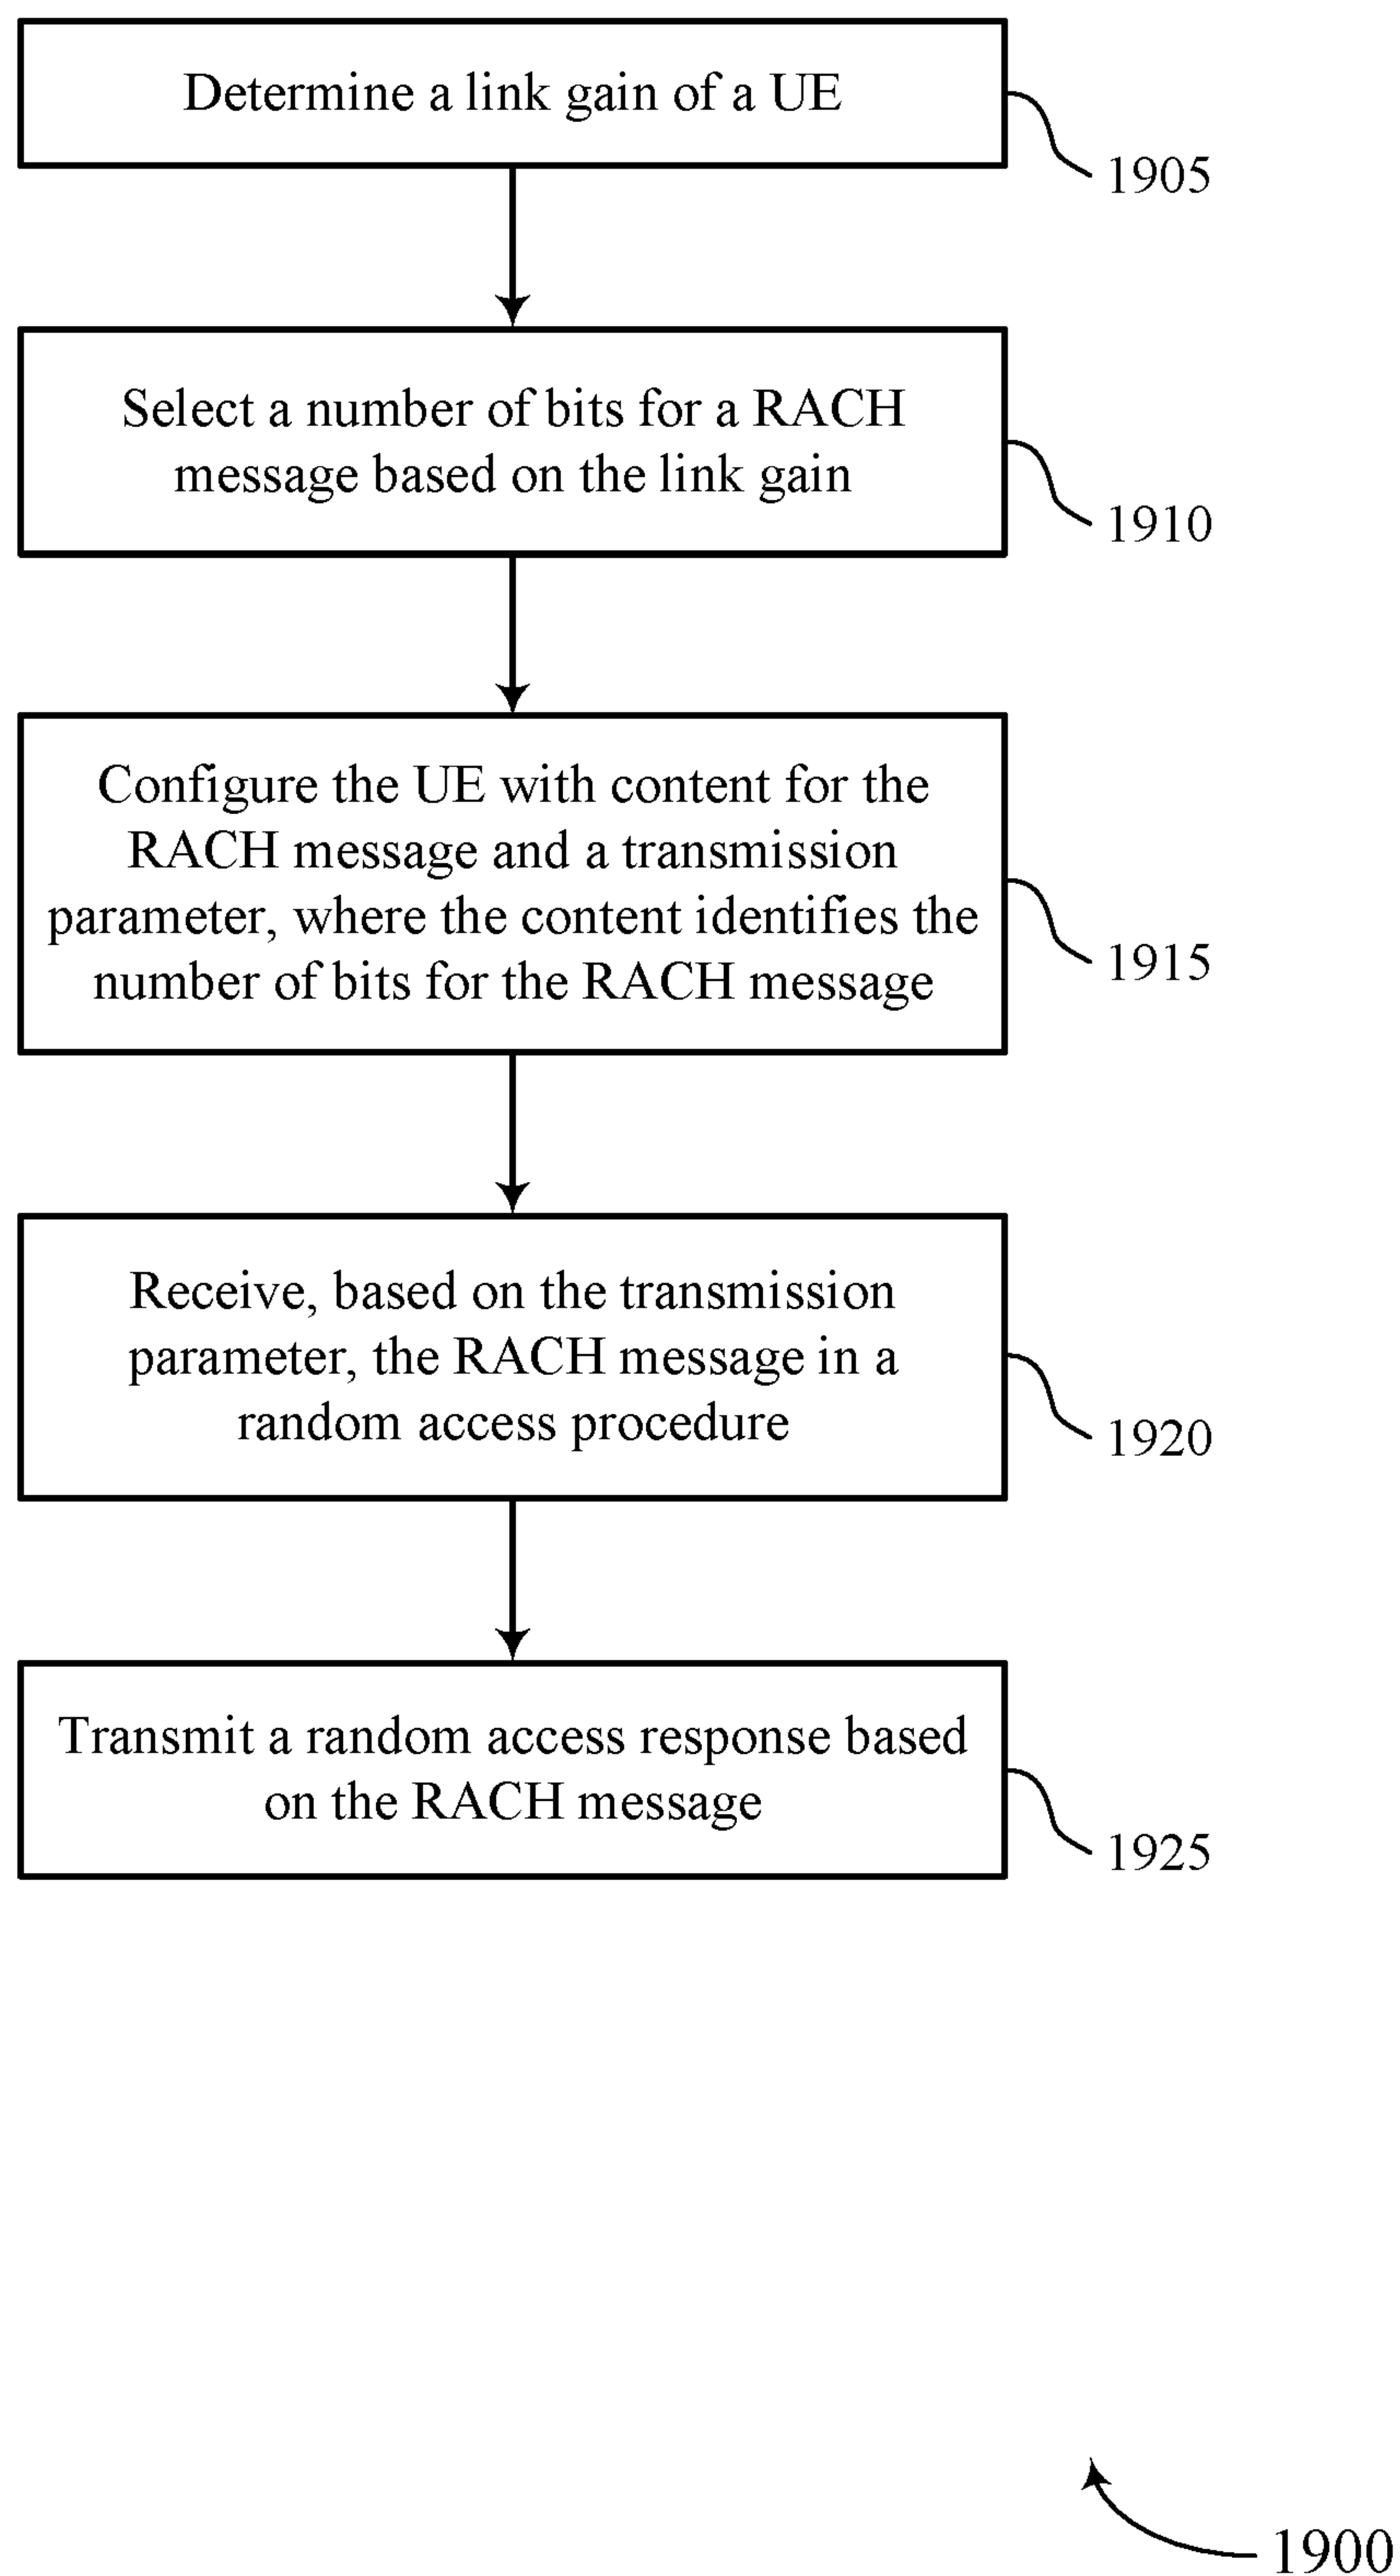 Determine a link gain of a UE
1905
Select a number of bits for a RACH
message based on the link gain
1910
Configure the UE with content for the
RACH message and a transmission
parameter, where the content identifies the
number of bits for the RACH message
1915
Receive, based on the transmission
parameter, the RACH message in a
random access procedure
1920
Transmit a random access response based
on the RACH message
1925
1900